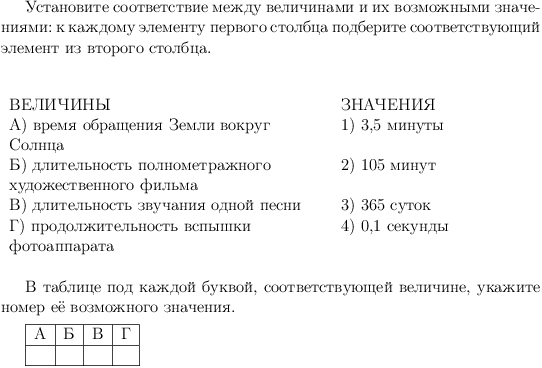 Установите соответствие между величинами и их возможными значе-
ниями: к каждому элементу первого столбца подберите соответствующий
элемент из второго столбца.
ВЕЛИЧИНЫ ЗНАЧЕНИЯ
А) время обращения Земли вокруг 1) 3,5 минуты
Солнца
Б) длительность полнометражного 2) 105 минут
художественного фильма
В) длительность звучания одной песни 3) 365 суток
Г) продолжительность вспышки 4) 0,1 секунды
фотоаппарата
В таблице под каждой буквой, соответствующей величине, укажите
номер её возможного значения.
А Б В Г